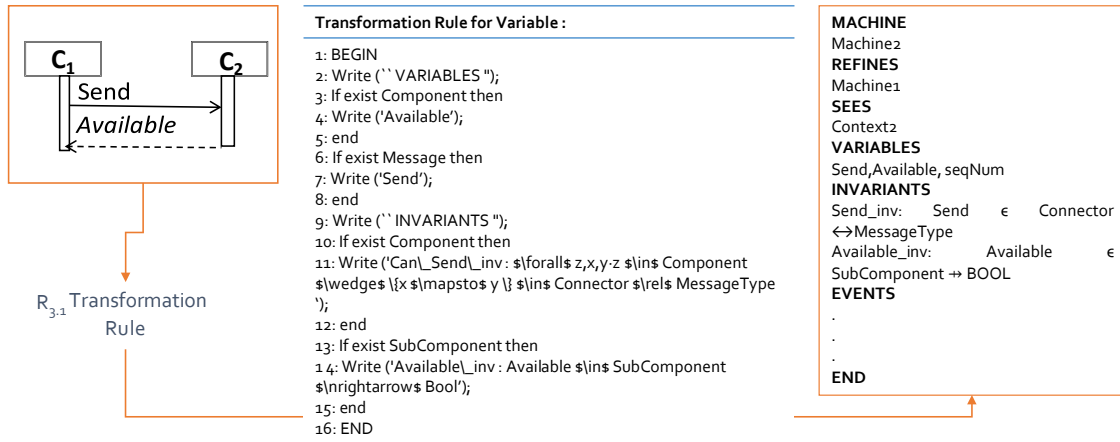 C1 C2
Send
Available
R3.1 Transformation
Rule
Transformation Rule for Variable :
1: BEGIN
2: Write (`` VARIABLES ");
3: If exist Component then
4: Write ('Available');
5: end
6: If exist Message then
7: Write ('Send');
8: end
9: Write (`` INVARIANTS ");
10: If exist Component then
11: Write ('Can\_Send\_inv : $\forall$ z,x,y·z $\in$ Component
$\wedge$ \{x $\mapsto$ y \} $\in$ Connector $\rel$ MessageType
');
12: end
13: If exist SubComponent then
1 4: Write ('Available\_inv : Available $\in$ SubComponent
$\nrightarrow$ Bool');
15: end
16: END
MACHINE
Machine2
REFINES
Machine1
SEES
Context2
VARIABLES
Send,Available, seqNum
INVARIANTS
Send_inv: Send ϵ Connector
↔MessageType
Available_inv: Available ϵ
SubComponent ⇸ BOOL
EVENTS
.
.
.
END